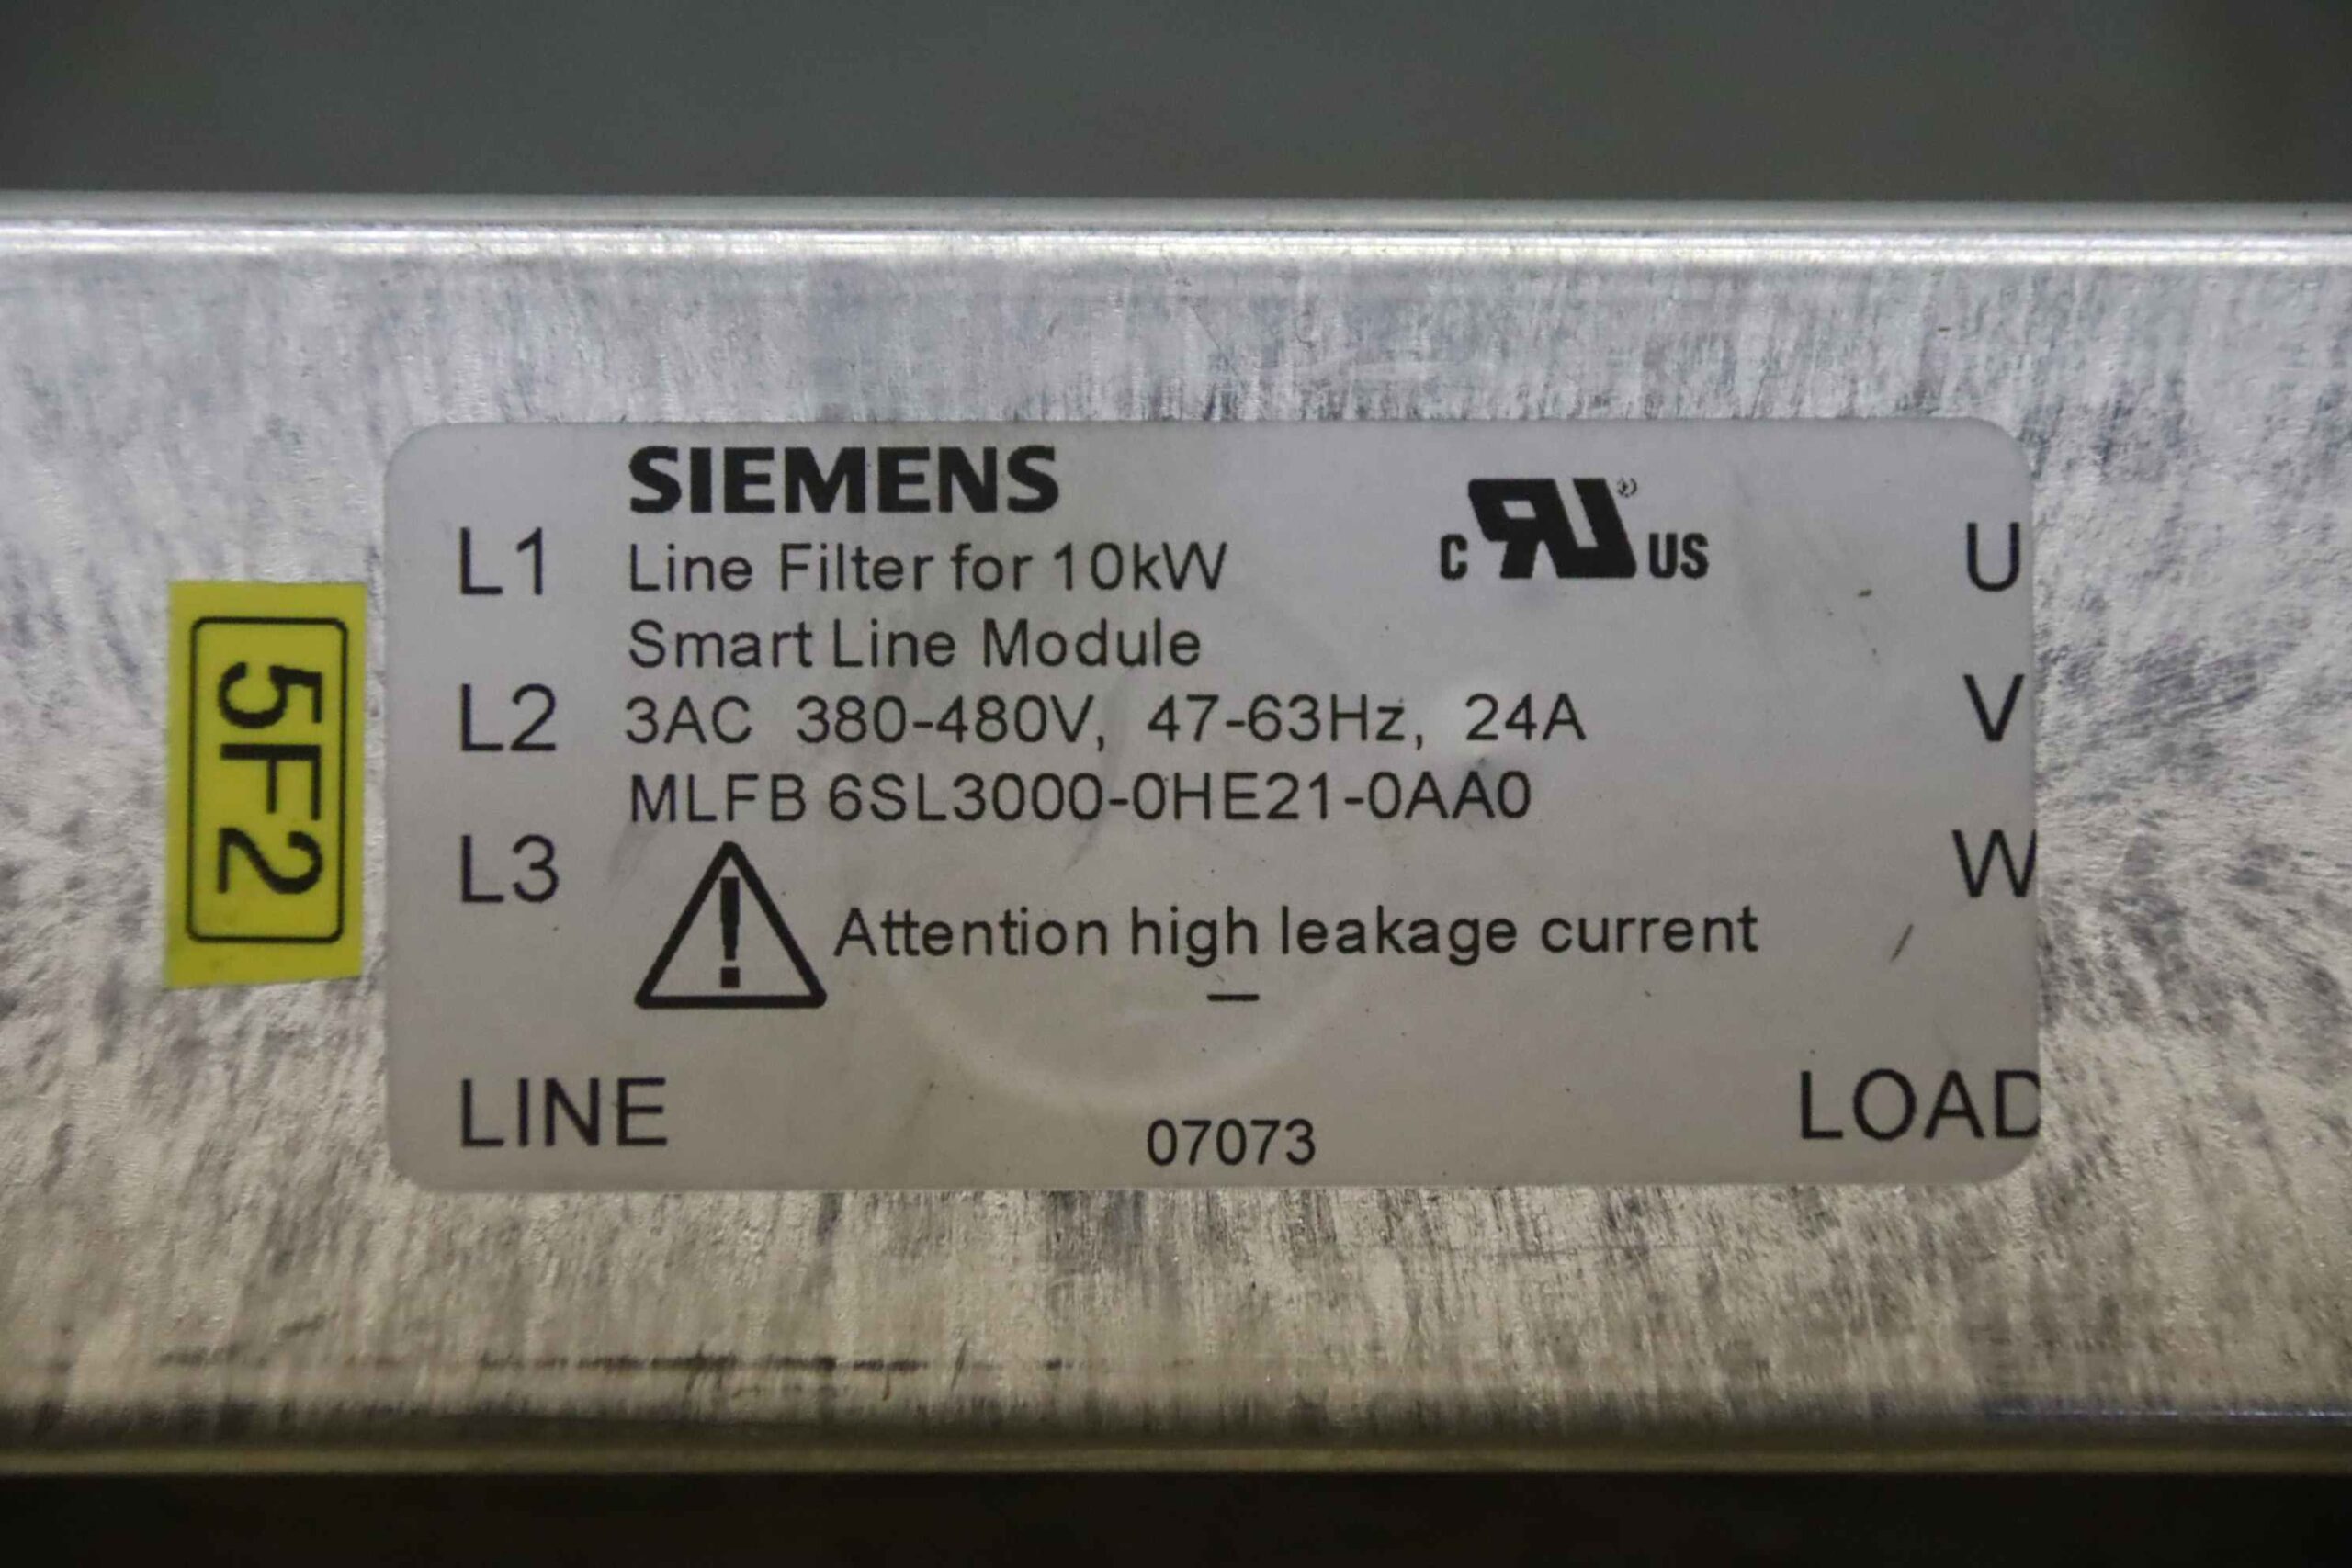 SIEMENS
c RU ® US
L1 Line Filter for 10kW U
Smart Line Module
L2 3AC 380-480V, 47-63Hz, 24A V
MLFB 6SL3000-0HE21-0AA0
L3 W
! Attention high leakage current
LINE LOAD
07073
5F2